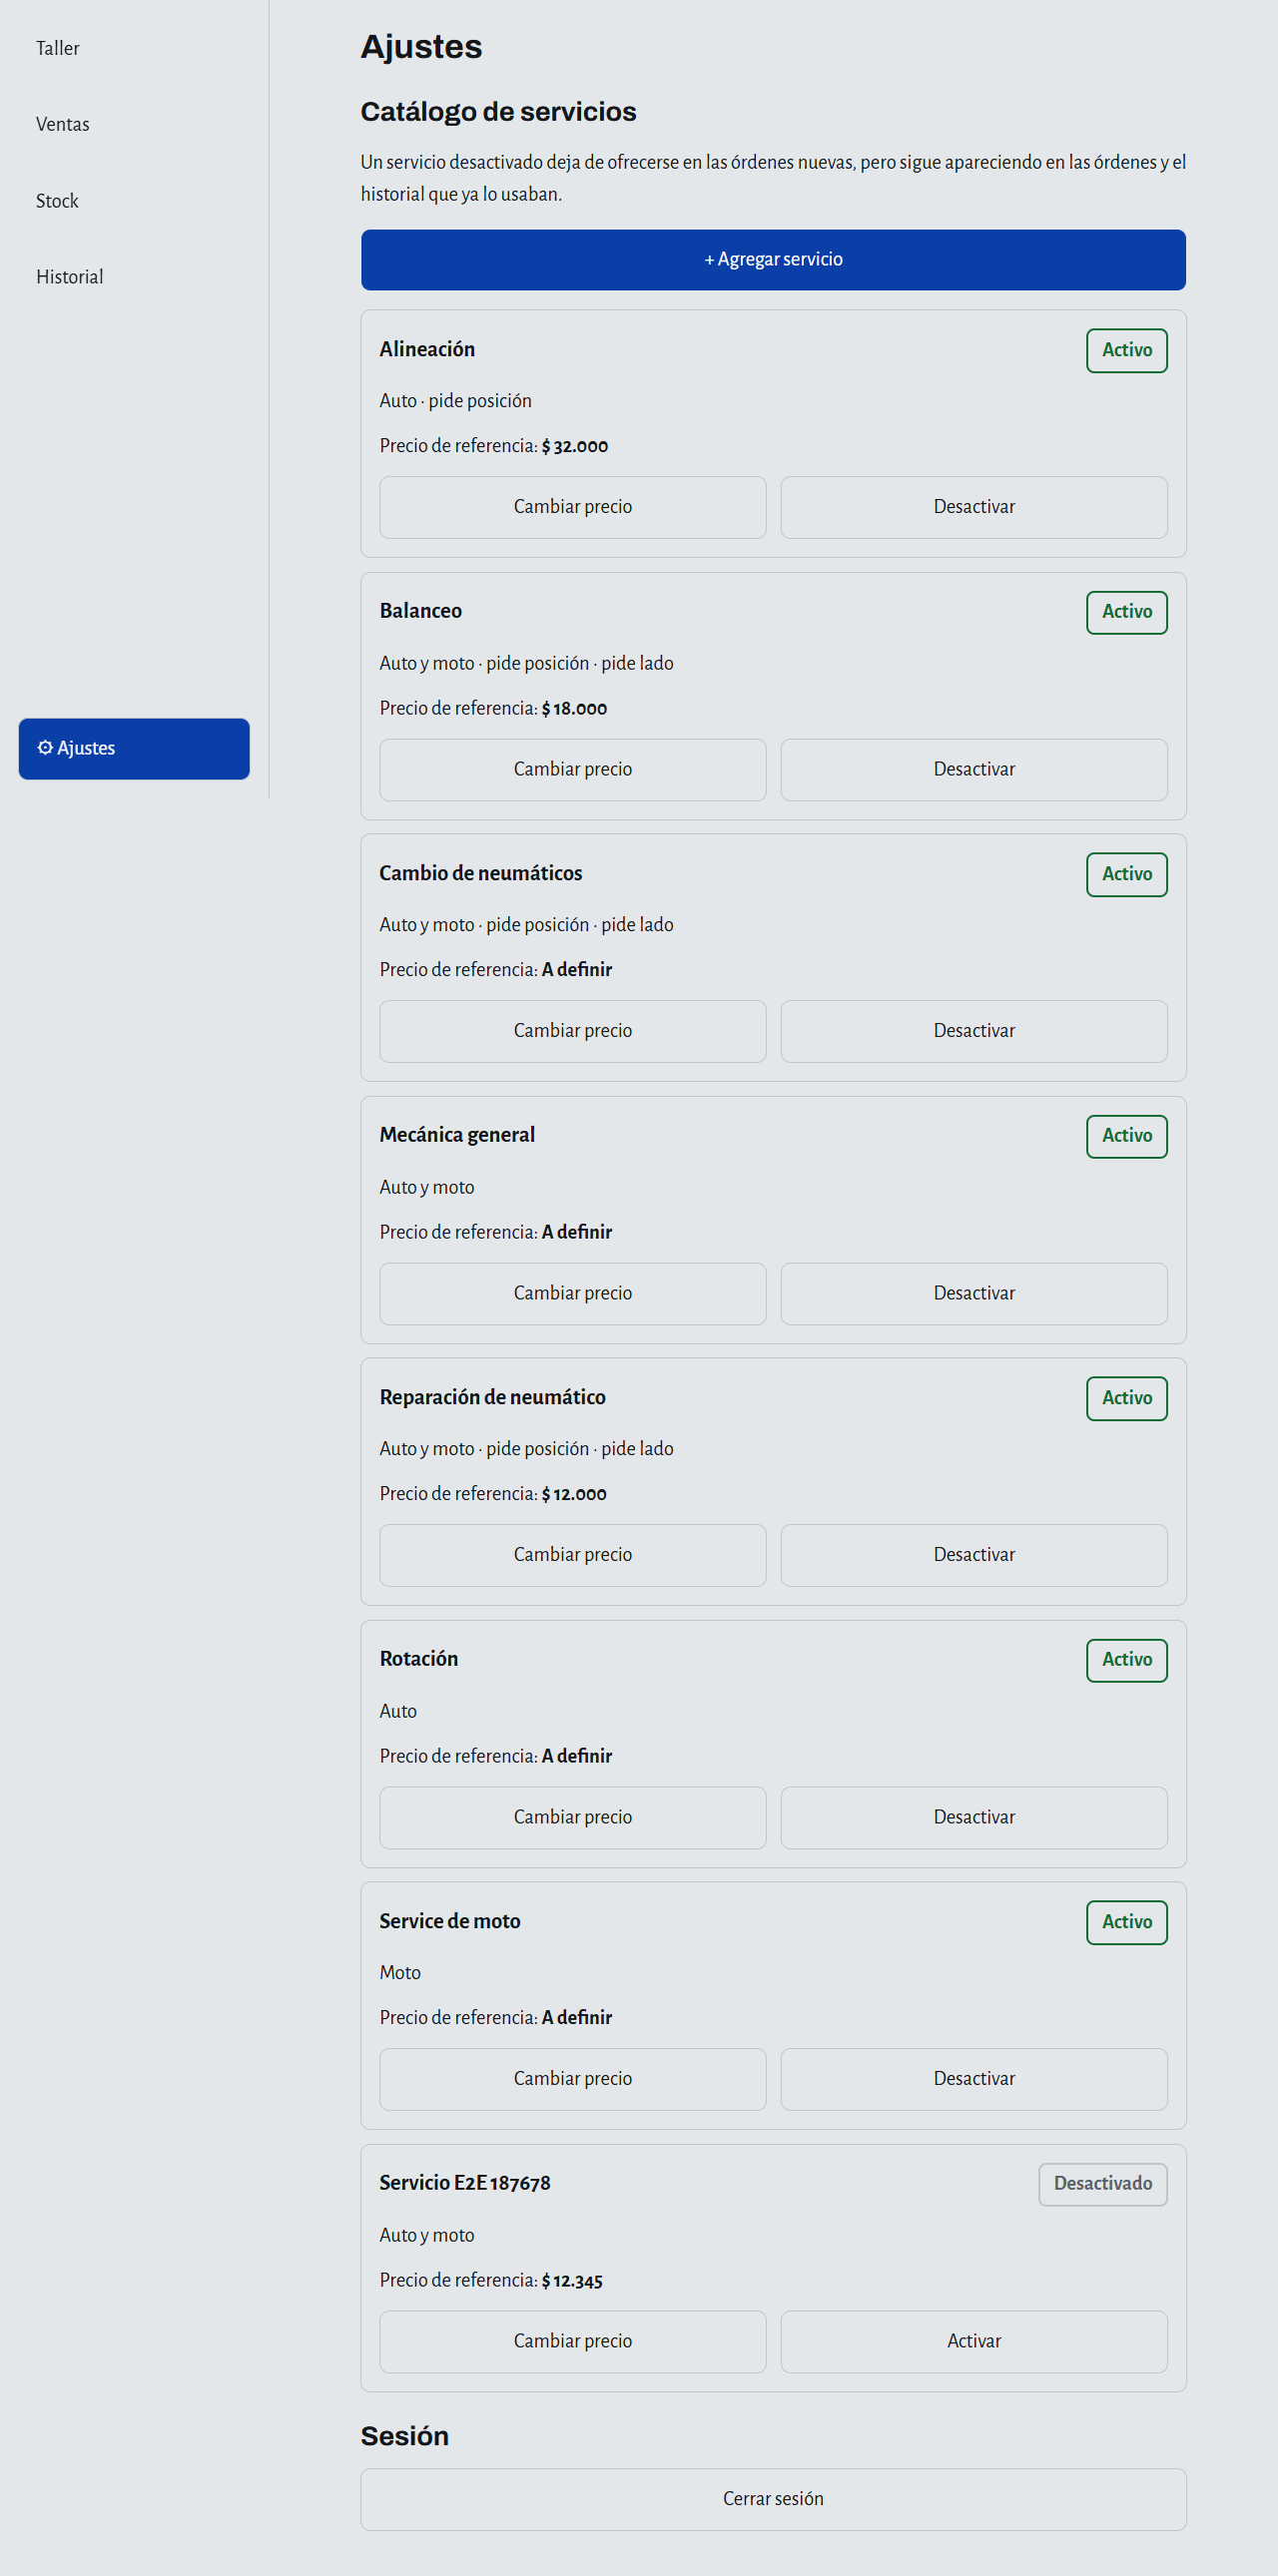 Taller
Ventas
Stock
Historial
⚙ Ajustes
Ajustes
Catálogo de servicios
Un servicio desactivado deja de ofrecerse en las órdenes nuevas, pero sigue apareciendo en las órdenes y el
historial que ya lo usaban.
+ Agregar servicio
Alineación
Activo
Auto · pide posición
Precio de referencia: $ 32.000
Cambiar precio
Desactivar
Balanceo
Activo
Auto y moto · pide posición · pide lado
Precio de referencia: $ 18.000
Cambiar precio
Desactivar
Cambio de neumáticos
Activo
Auto y moto · pide posición · pide lado
Precio de referencia: A definir
Cambiar precio
Desactivar
Mecánica general
Activo
Auto y moto
Precio de referencia: A definir
Cambiar precio
Desactivar
Reparación de neumático
Activo
Auto y moto · pide posición · pide lado
Precio de referencia: $ 12.000
Cambiar precio
Desactivar
Rotación
Activo
Auto
Precio de referencia: A definir
Cambiar precio
Desactivar
Service de moto
Activo
Moto
Precio de referencia: A definir
Cambiar precio
Desactivar
Servicio E2E 187678
Desactivado
Auto y moto
Precio de referencia: $ 12.345
Cambiar precio
Activar
Sesión
Cerrar sesión